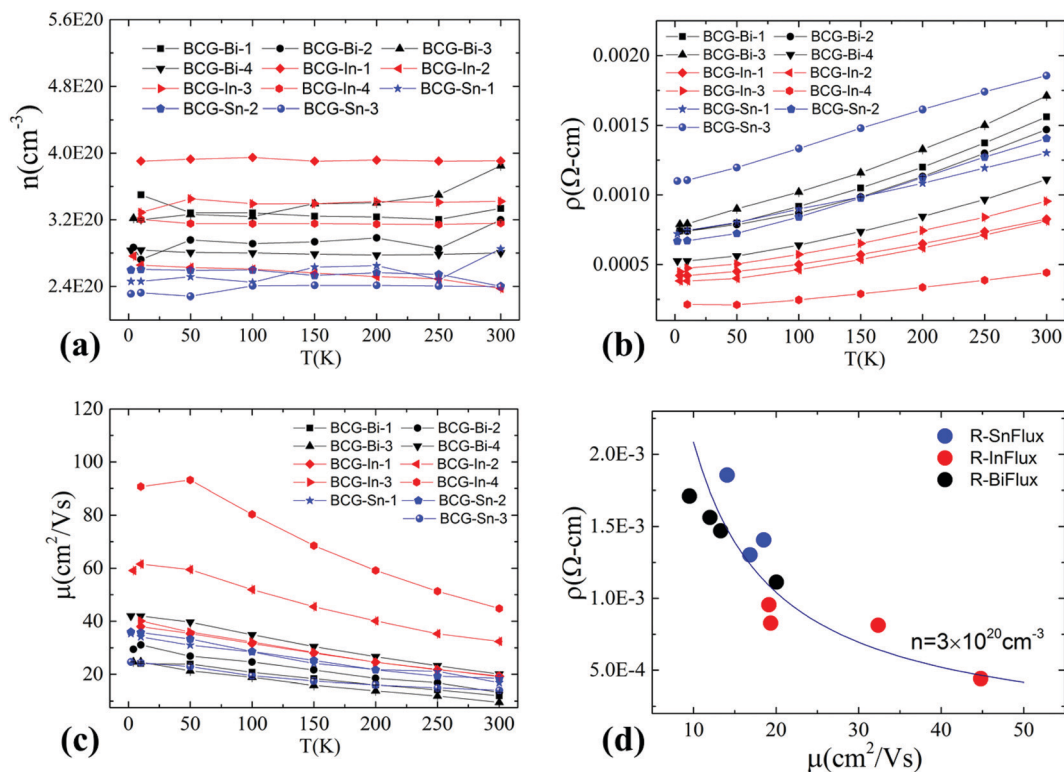 5.6E20
4.8E20
4.0E20
3.2E20
2.4E20
n(cm⁻³)
BCG-Bi-1 BCG-Bi-2 BCG-Bi-3
BCG-Bi-4 BCG-In-1 BCG-In-2
BCG-In-3 BCG-In-4 BCG-Sn-1
BCG-Sn-2 BCG-Sn-3
0 50 100 150 200 250 300
T(K)
(a)
0.0020
0.0015
0.0010
0.0005
ρ(Ω-cm)
BCG-Bi-1 BCG-Bi-2
BCG-Bi-3 BCG-Bi-4
BCG-In-1 BCG-In-2
BCG-In-3 BCG-In-4
BCG-Sn-1 BCG-Sn-2
BCG-Sn-3
0 50 100 150 200 250 300
T(K)
(b)
120
100
80
60
40
20
μ(cm²/Vs)
BCG-Bi-1 BCG-Bi-2
BCG-Bi-3 BCG-Bi-4
BCG-In-1 BCG-In-2
BCG-In-3 BCG-In-4
BCG-Sn-1 BCG-Sn-2
BCG-Sn-3
0 50 100 150 200 250 300
T(K)
(c)
2.0E-3
1.5E-3
1.0E-3
5.0E-4
ρ(Ω-cm)
R-SnFlux
R-InFlux
R-BiFlux
n=3×10²⁰cm⁻³
10 20 30 40 50
μ(cm²/Vs)
(d)